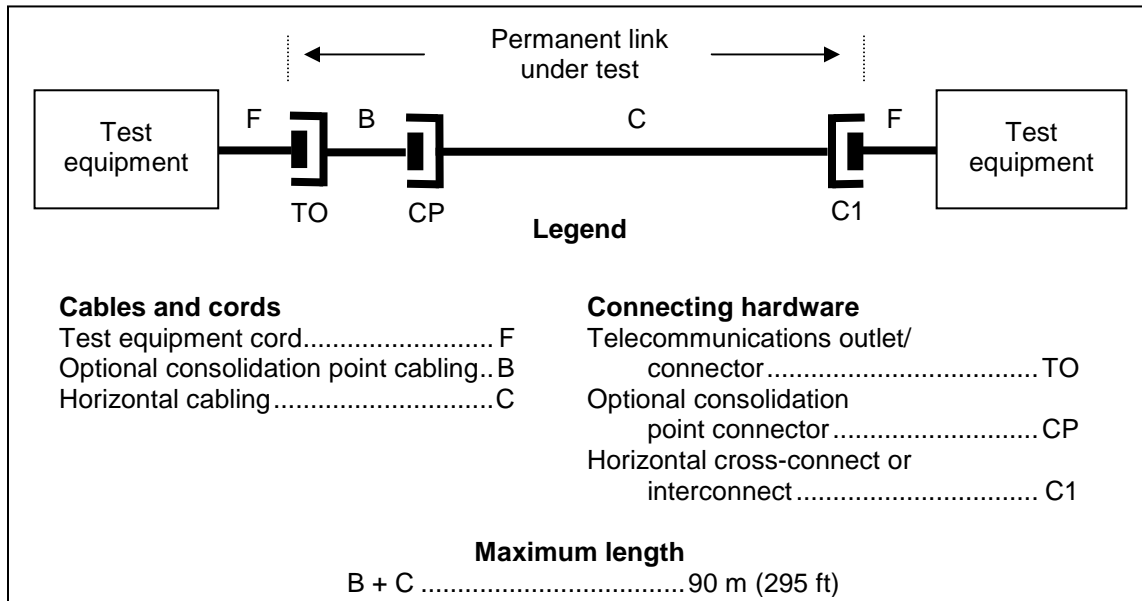 Permanent link
under test
F
B
C
F
Test
equipment
Test
equipment
TO
CP
C1
Legend
Cables and cords
Test equipment cord................................ F
Optional consolidation point cabling.. B
Horizontal cabling....................................C
Connecting hardware
Telecommunications outlet/
connector....................................... TO
Optional consolidation
point connector.............................. CP
Horizontal cross-connect or
interconnect................................... C1
Maximum length
B + C ......................................90 m (295 ft)